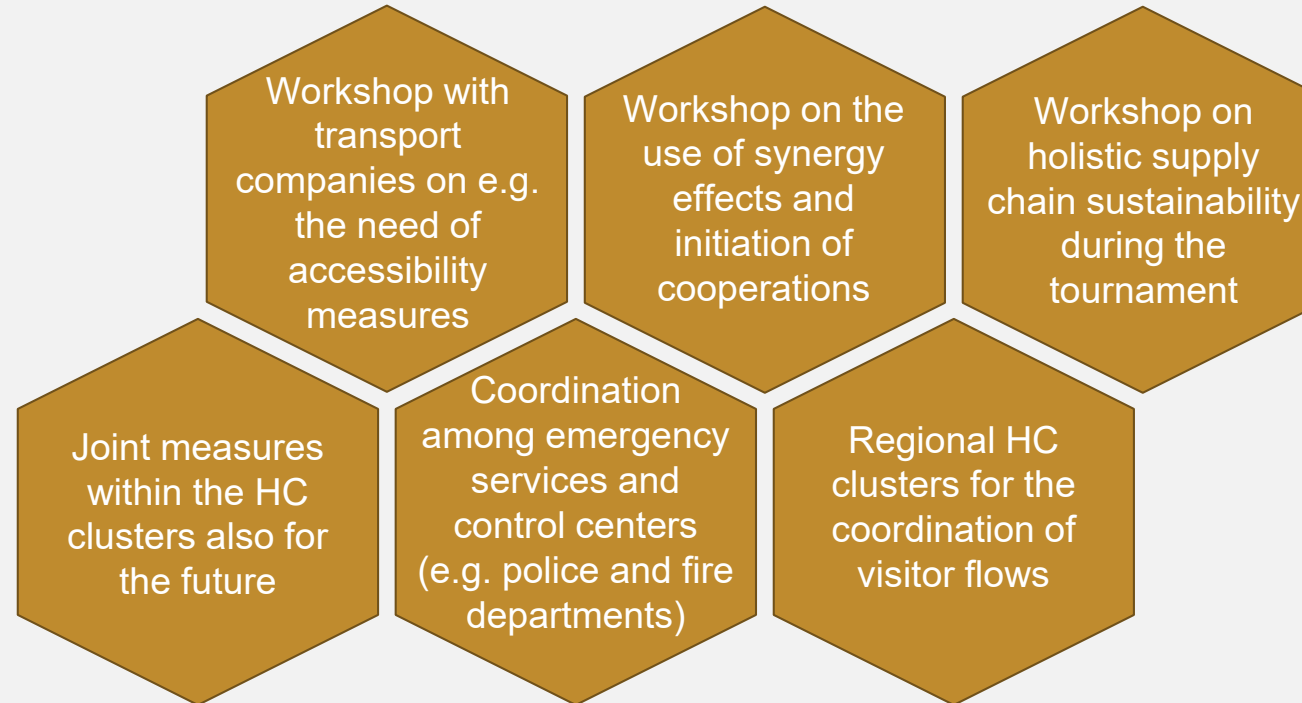 Workshop with
transport
companies on e.g.
the need of
accessibility
measures
Workshop on the
use of synergy
effects and
initiation of
cooperations
Workshop on
holistic supply
chain sustainability
during the
tournament
Joint measures
within the HC
clusters also for
the future
Coordination
among emergency
services and
control centers
(e.g. police and fire
departments)
Regional HC
clusters for the
coordination of
visitor flows